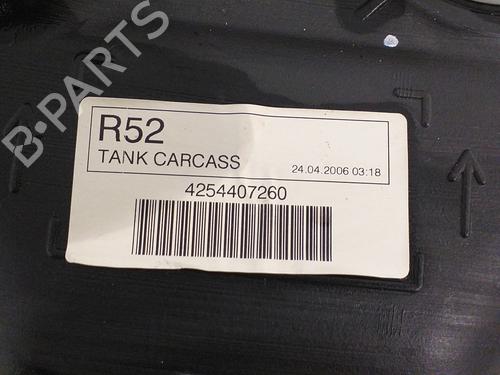 B-PARTS
R52
TANK CARCASS
24.04.2006 03:18
4254407260